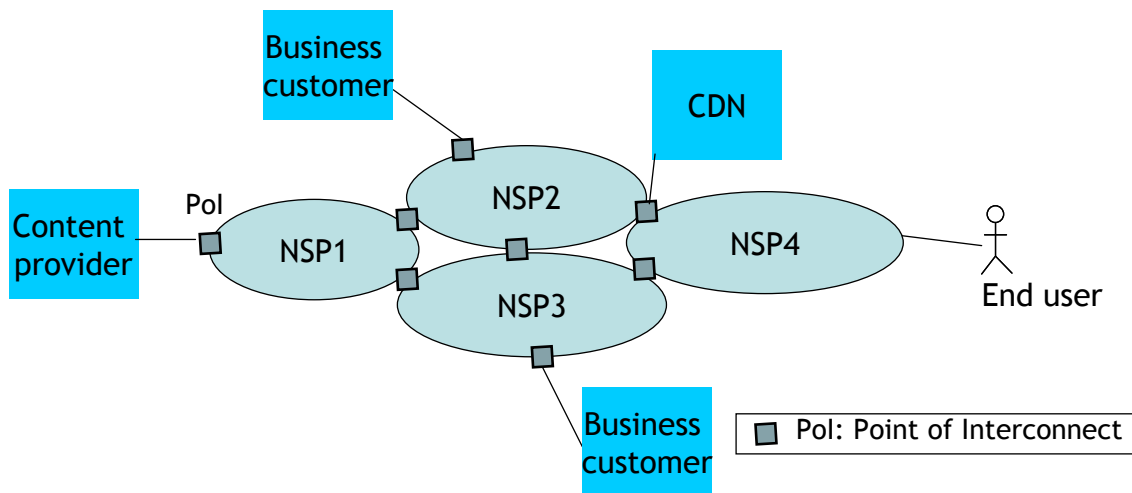 Business
customer
CDN
PoI
NSP2
Content
provider
NSP1
NSP4
NSP3
End user
Business
customer
PoI: Point of Interconnect